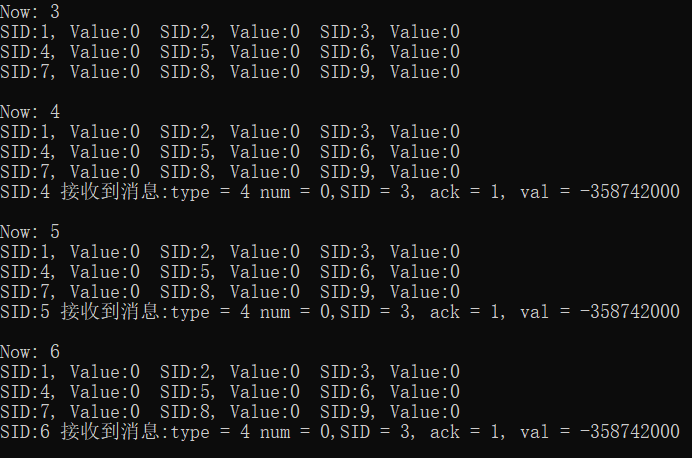 Now: 3
SID:1, Value:0  SID:2, Value:0  SID:3, Value:0
SID:4, Value:0  SID:5, Value:0  SID:6, Value:0
SID:7, Value:0  SID:8, Value:0  SID:9, Value:0
Now: 4
SID:1, Value:0  SID:2, Value:0  SID:3, Value:0
SID:4, Value:0  SID:5, Value:0  SID:6, Value:0
SID:7, Value:0  SID:8, Value:0  SID:9, Value:0
SID:4 接收到消息:type = 4 num = 0,SID = 3, ack = 1, val = -358742000
Now: 5
SID:1, Value:0  SID:2, Value:0  SID:3, Value:0
SID:4, Value:0  SID:5, Value:0  SID:6, Value:0
SID:7, Value:0  SID:8, Value:0  SID:9, Value:0
SID:5 接收到消息:type = 4 num = 0,SID = 3, ack = 1, val = -358742000
Now: 6
SID:1, Value:0  SID:2, Value:0  SID:3, Value:0
SID:4, Value:0  SID:5, Value:0  SID:6, Value:0
SID:7, Value:0  SID:8, Value:0  SID:9, Value:0
SID:6 接收到消息:type = 4 num = 0,SID = 3, ack = 1, val = -358742000